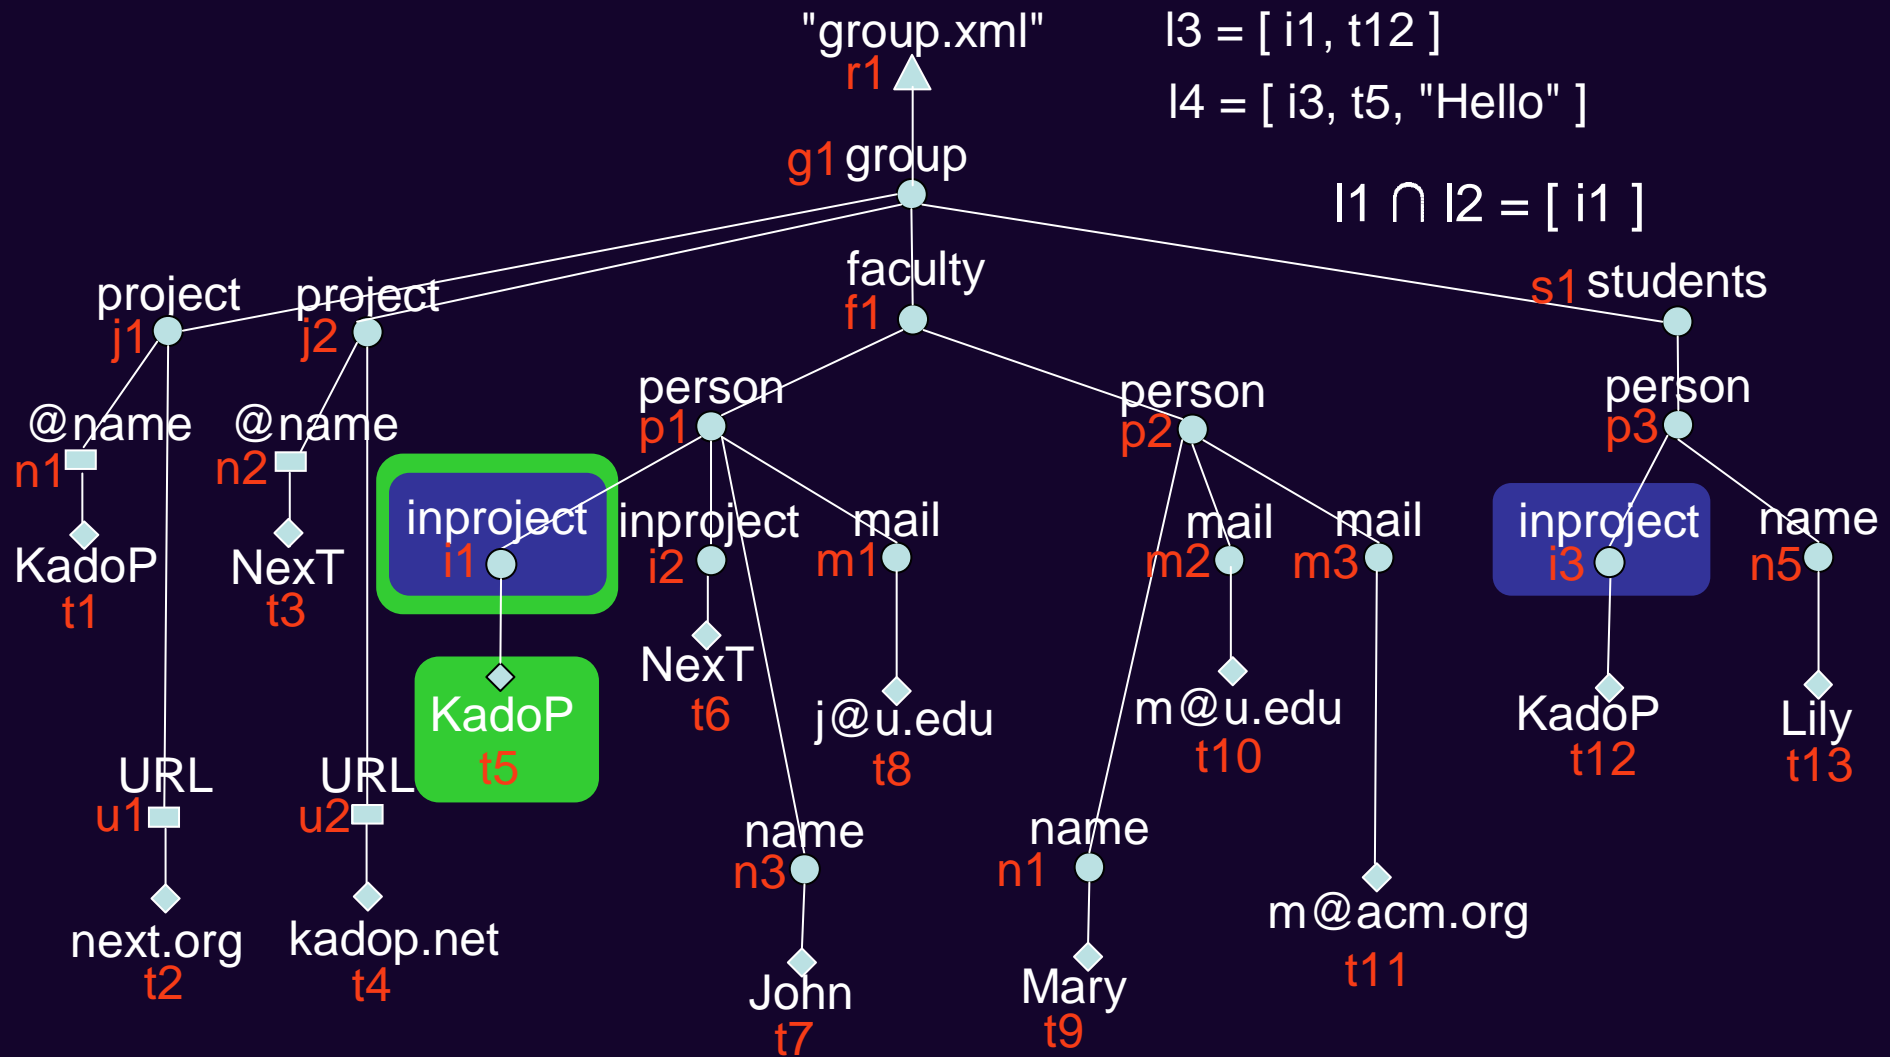 "group.xml"
r1
l3 = [ i1, t12 ]
l4 = [ i3, t5, "Hello" ]
l1 ∩ l2 = [ i1 ]
g1 group
project
j1
project
j2
faculty
f1
s1 students
@name
n1
@name
n2
person
p1
person
p2
person
p3
KadoP
t1
NexT
t3
inproject
i1
inproject
i2
mail
m1
mail
m2
mail
m3
inproject
i3
name
n5
KadoP
t5
NexT
t6
j@u.edu
t8
m@u.edu
t10
KadoP
t12
Lily
t13
URL
u1
URL
u2
name
n3
name
n1
next.org
t2
kadop.net
t4
m@acm.org
t11
John
t7
Mary
t9